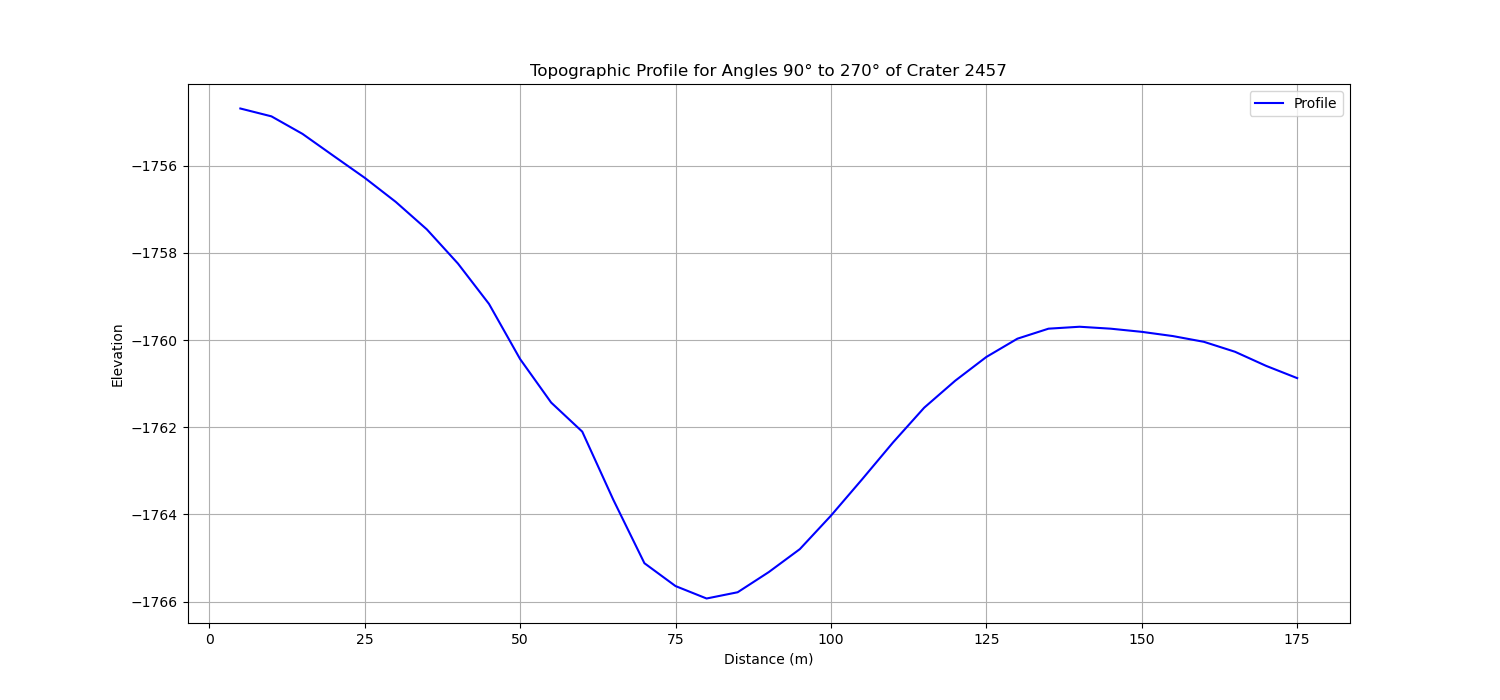 Topographic Profile for Angles 90° to 270° of Crater 2457
Profile
Elevation
−1756
−1758
−1760
−1762
−1764
−1766
0 25 50 75 100 125 150 175
Distance (m)